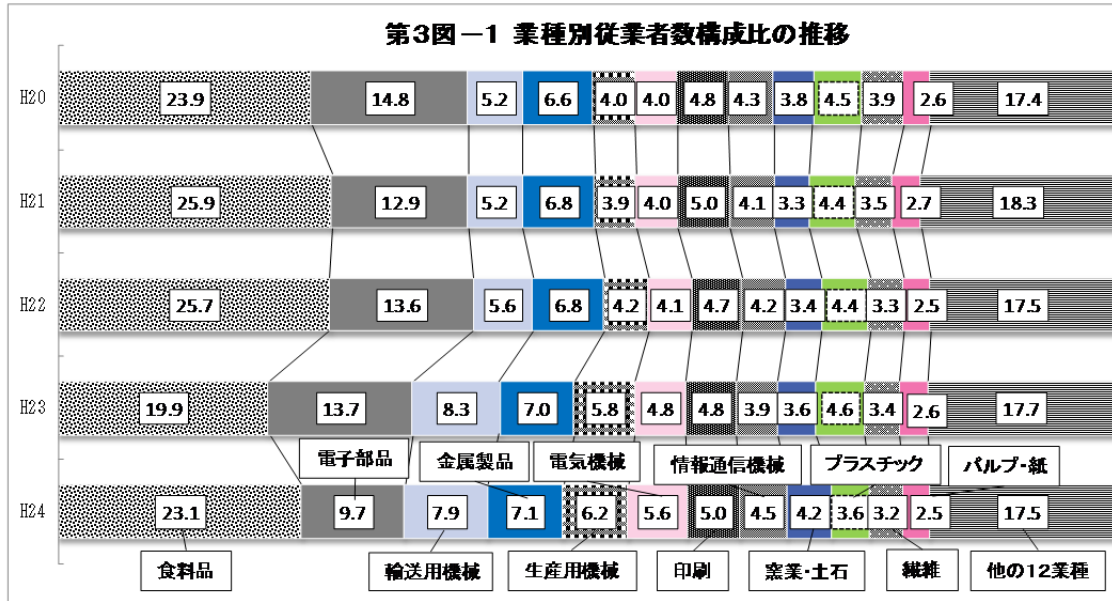 第3図－1 業種別従業者数構成比の推移
H20 23.9 14.8 5.2 6.6 4.0 4.0 4.8 4.3 3.8 4.5 3.9 2.6 17.4
H21 25.9 12.9 5.2 6.8 3.9 4.0 5.0 4.1 3.3 4.4 3.5 2.7 18.3
H22 25.7 13.6 5.6 6.8 4.2 4.1 4.7 4.2 3.4 4.4 3.3 2.5 17.5
H23 19.9 13.7 8.3 7.0 5.8 4.8 4.8 3.9 3.6 4.6 3.4 2.6 17.7
電子部品 金属製品 電気機械 情報通信機械 プラスチック パルプ・紙
H24 23.1 9.7 7.9 7.1 6.2 5.6 5.0 4.5 4.2 3.6 3.2 2.5 17.5
食料品 輸送用機械 生産用機械 印刷 窯業・土石 繊維 他の12業種